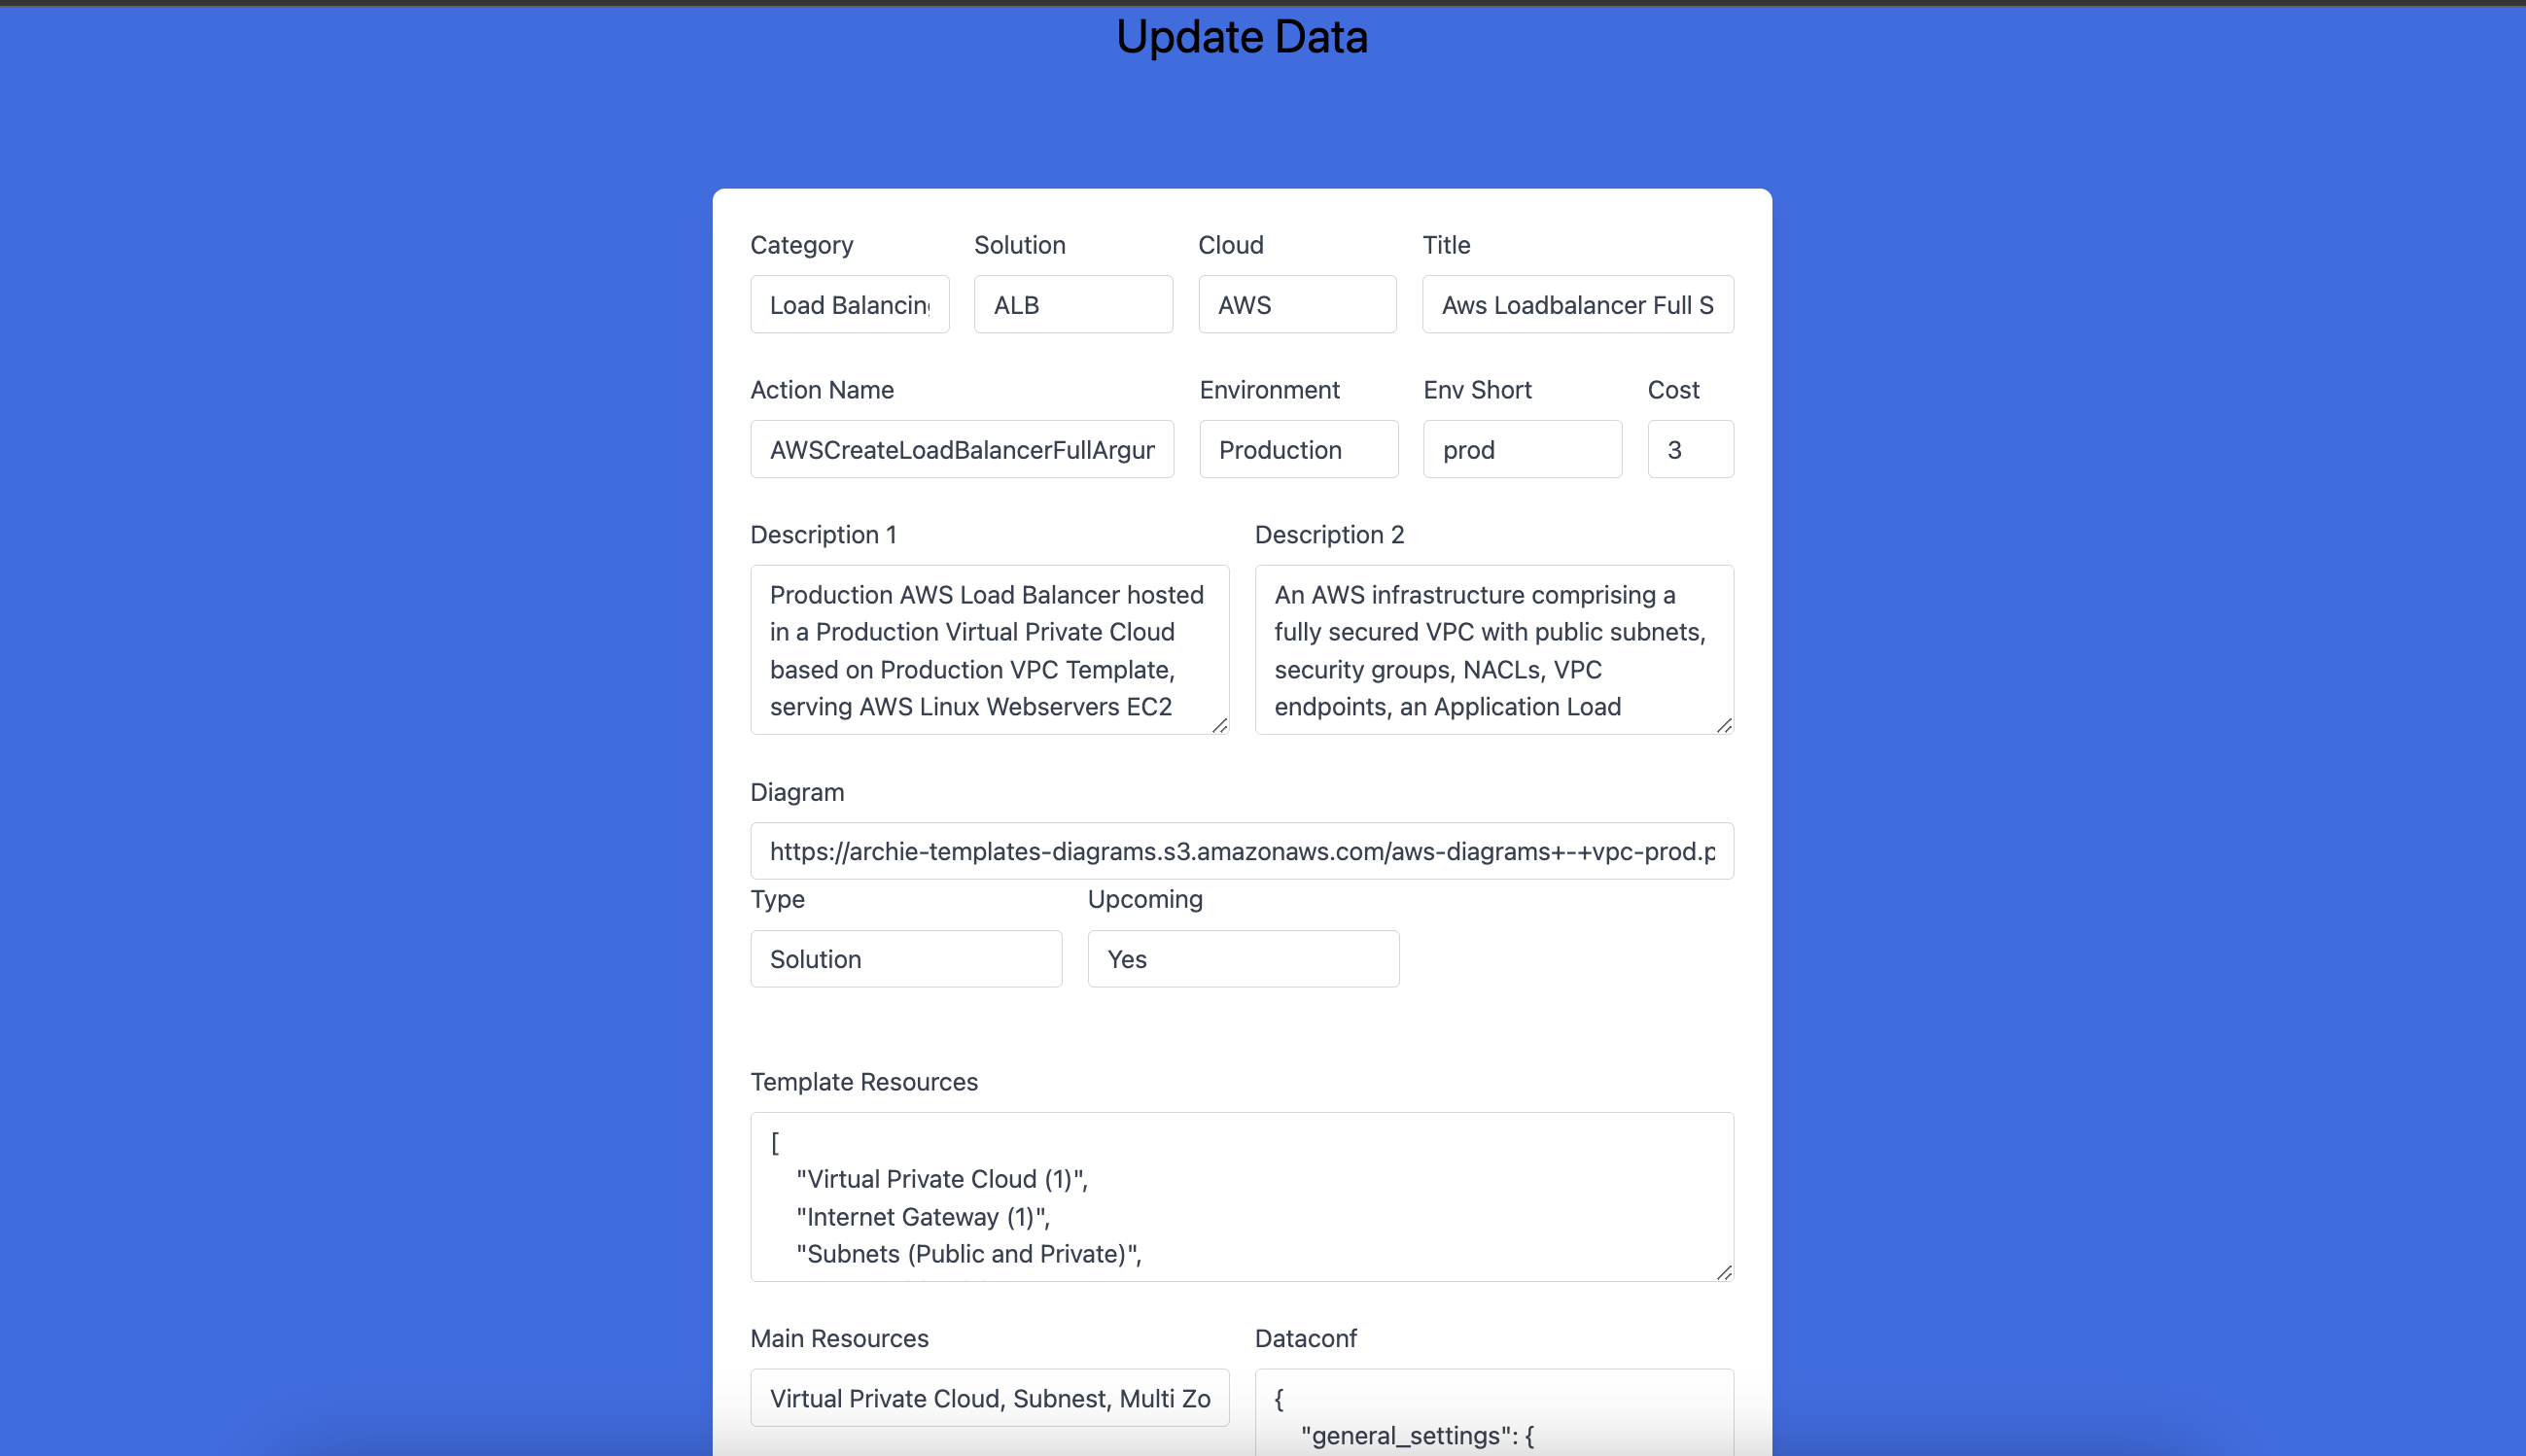 Update Data
Category Solution Cloud Title
Load Balancing ALB AWS Aws Loadbalancer Full S
Action Name Environment Env Short Cost
AWSCreateLoadBalancerFullArgur Production prod 3
Description 1
Production AWS Load Balancer hosted
in a Production Virtual Private Cloud
based on Production VPC Template,
serving AWS Linux Webservers EC2
Description 2
An AWS infrastructure comprising a
fully secured VPC with public subnets,
security groups, NACLs, VPC
endpoints, an Application Load
Diagram
https://archie-templates-diagrams.s3.amazonaws.com/aws-diagrams+-+vpc-prod.p
Type Upcoming
Solution Yes
Template Resources
[
"Virtual Private Cloud (1)",
"Internet Gateway (1)",
"Subnets (Public and Private)",
Main Resources
Virtual Private Cloud, Subnest, Multi Zo
Dataconf
{
"general_settings": {